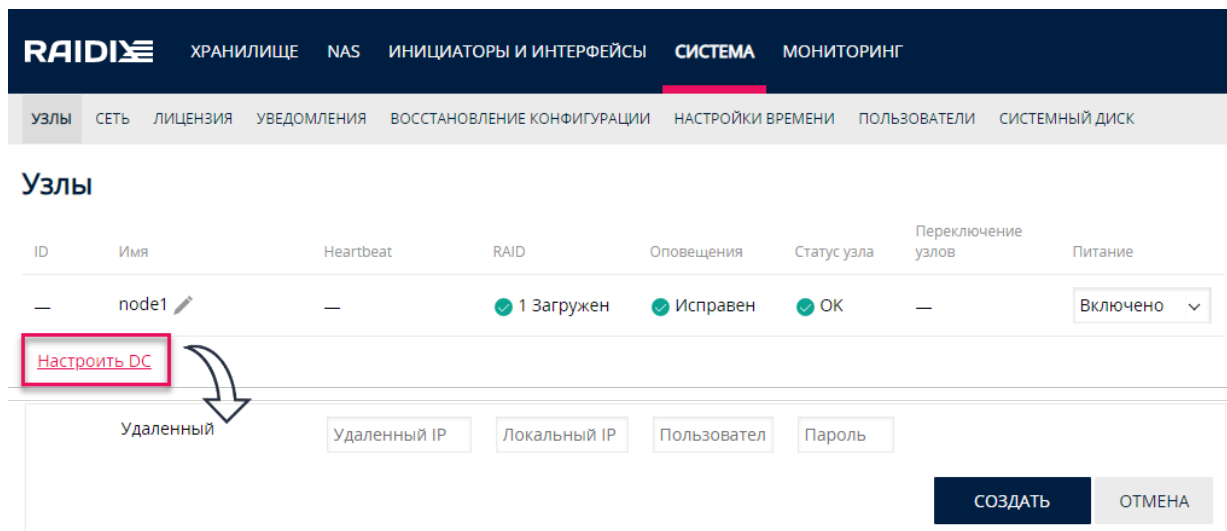 RAIDIX ХРАНИЛИЩЕ NAS ИНИЦИАТОРЫ И ИНТЕРФЕЙСЫ СИСТЕМА МОНИТОРИНГ
УЗЛЫ СЕТЬ ЛИЦЕНЗИЯ УВЕДОМЛЕНИЯ ВОССТАНОВЛЕНИЕ КОНФИГУРАЦИИ НАСТРОЙКИ ВРЕМЕНИ ПОЛЬЗОВАТЕЛИ СИСТЕМНЫЙ ДИСК
Узлы
ID Имя Heartbeat RAID Оповещения Статус узла Переключение узлов Питание
— node1 — 1 Загружен Исправен OK — Включено
Настроить DC
Удаленный Удаленный IP Локальный IP Пользовател Пароль
СОЗДАТЬ ОТМЕНА